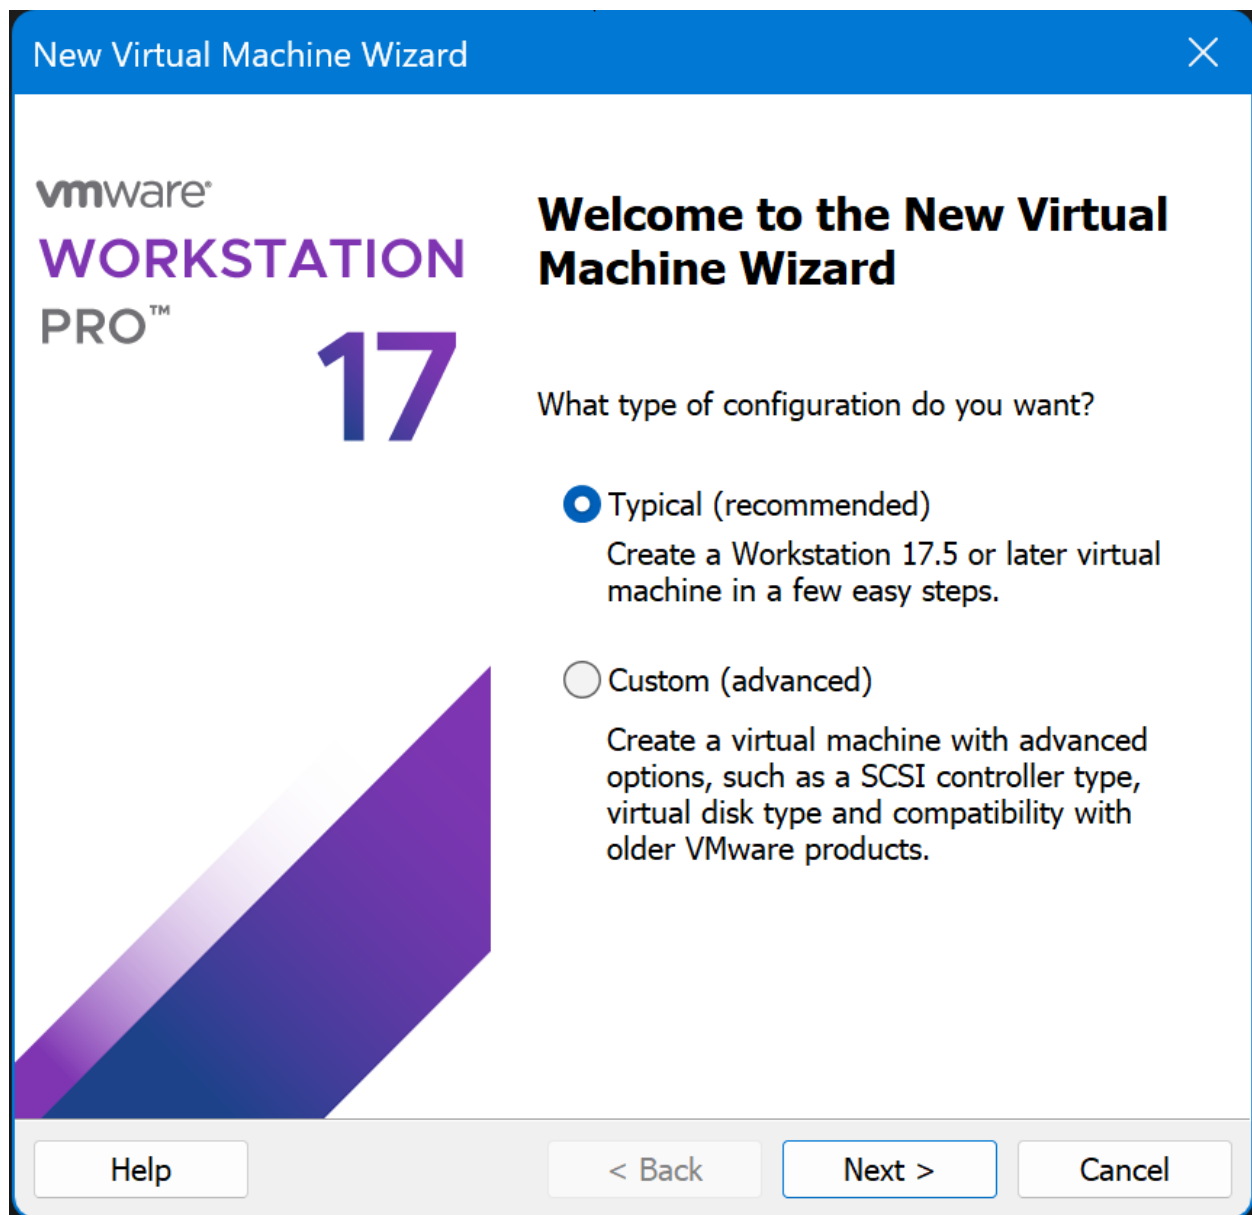 New Virtual Machine Wizard
vmware®
WORKSTATION
PRO™
17
Welcome to the New Virtual
Machine Wizard
What type of configuration do you want?
Typical (recommended)
Create a Workstation 17.5 or later virtual
machine in a few easy steps.
Custom (advanced)
Create a virtual machine with advanced
options, such as a SCSI controller type,
virtual disk type and compatibility with
older VMware products.
Help
< Back
Next >
Cancel